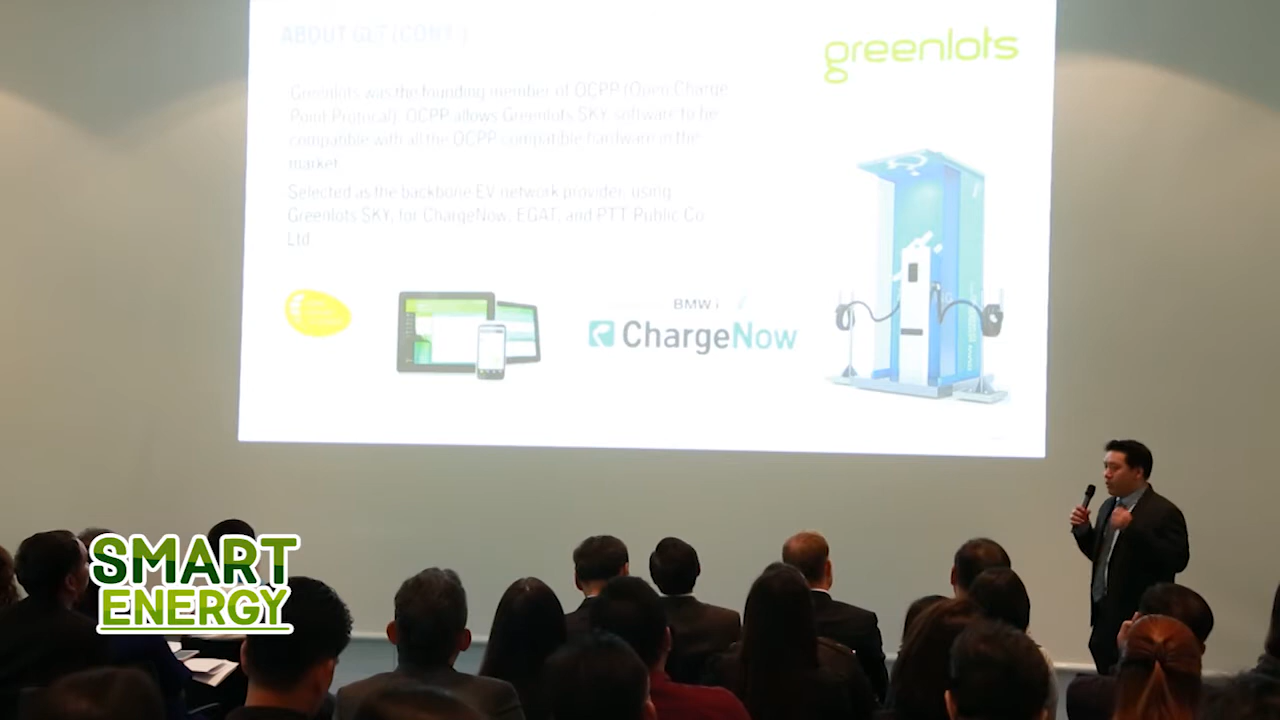 ABOUT GLT (CONT.)
greenlots
Greenlots was the founding member of OCPP (Open Charge
Point Protocal). OCPP allows Greenlots SKY software to be
compatible with all the OCPP compatible hardware in the
market
Selected as the backbone EV network provider, using
Greenlots SKY, for ChargeNow, EGAT, and PTT Public Co
Ltd
BMW i
ChargeNow
SMART
ENERGY